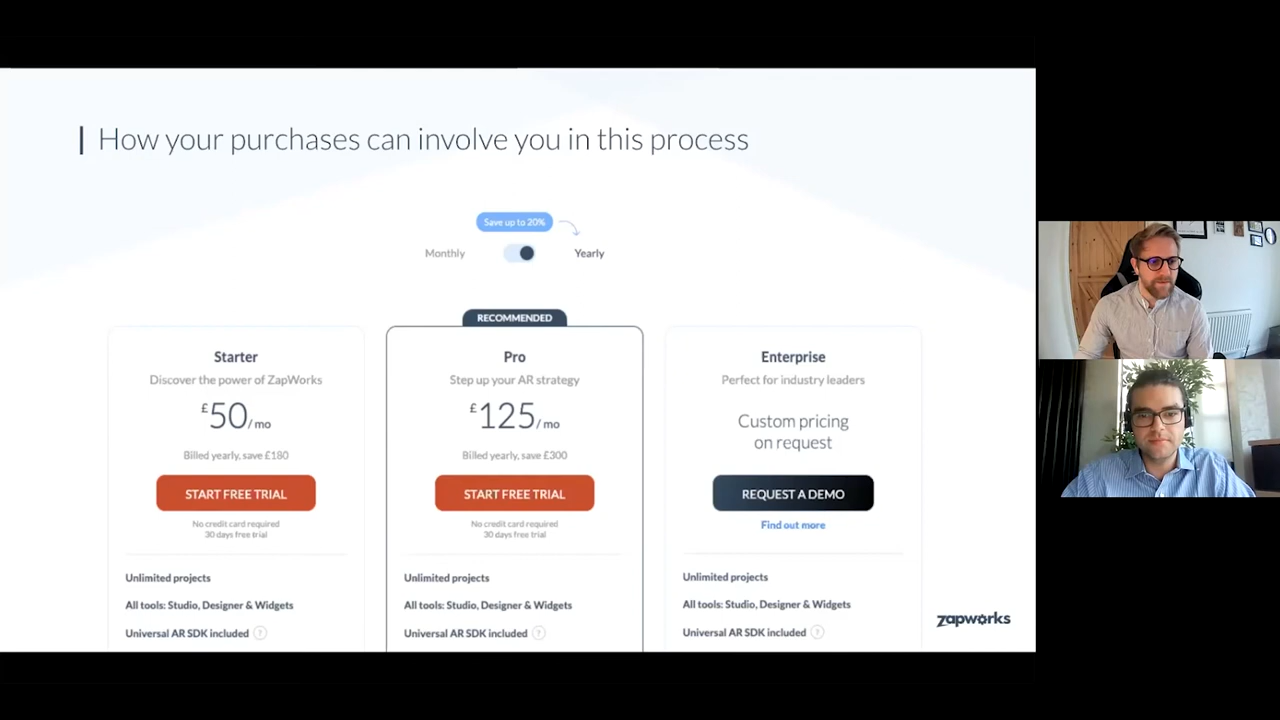 How your purchases can involve you in this process
Save up to 20%
Monthly
Yearly
RECOMMENDED
Starter
Discover the power of ZapWorks
£50/mo
Billed yearly, save £180
START FREE TRIAL
No credit card required
30 days free trial
Unlimited projects
All tools: Studio, Designer & Widgets
Universal AR SDK included ?
Pro
Step up your AR strategy
£125/mo
Billed yearly, save £300
START FREE TRIAL
No credit card required
30 days free trial
Unlimited projects
All tools: Studio, Designer & Widgets
Universal AR SDK included ?
Enterprise
Perfect for industry leaders
Custom pricing
on request
REQUEST A DEMO
Find out more
Unlimited projects
All tools: Studio, Designer & Widgets
Universal AR SDK included ?
zapworks